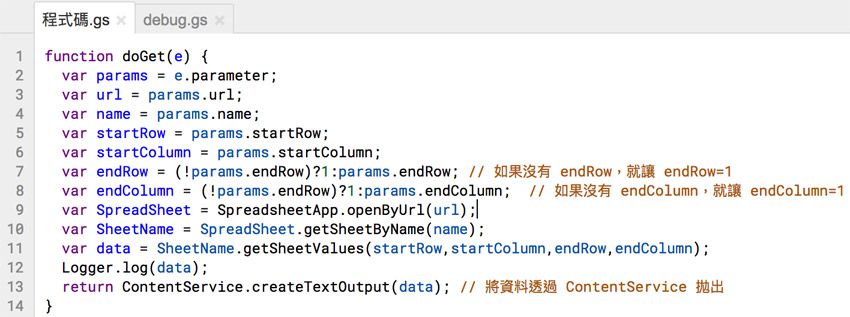 程式碼.gs × debug.gs ×
1 function doGet(e) {
2 var params = e.parameter;
3 var url = params.url;
4 var name = params.name;
5 var startRow = params.startRow;
6 var startColumn = params.startColumn;
7 var endRow = (!params.endRow)?1:params.endRow; // 如果沒有 endRow，就讓 endRow=1
8 var endColumn = (!params.endRow)?1:params.endColumn;  // 如果沒有 endColumn，就讓 endColumn=1
9 var SpreadSheet = SpreadsheetApp.openByUrl(url);
10 var SheetName = SpreadSheet.getSheetByName(name);
11 var data = SheetName.getSheetValues(startRow,startColumn,endRow,endColumn);
12 Logger.log(data);
13 return ContentService.createTextOutput(data); // 將資料透過 ContentService 拋出
14 }